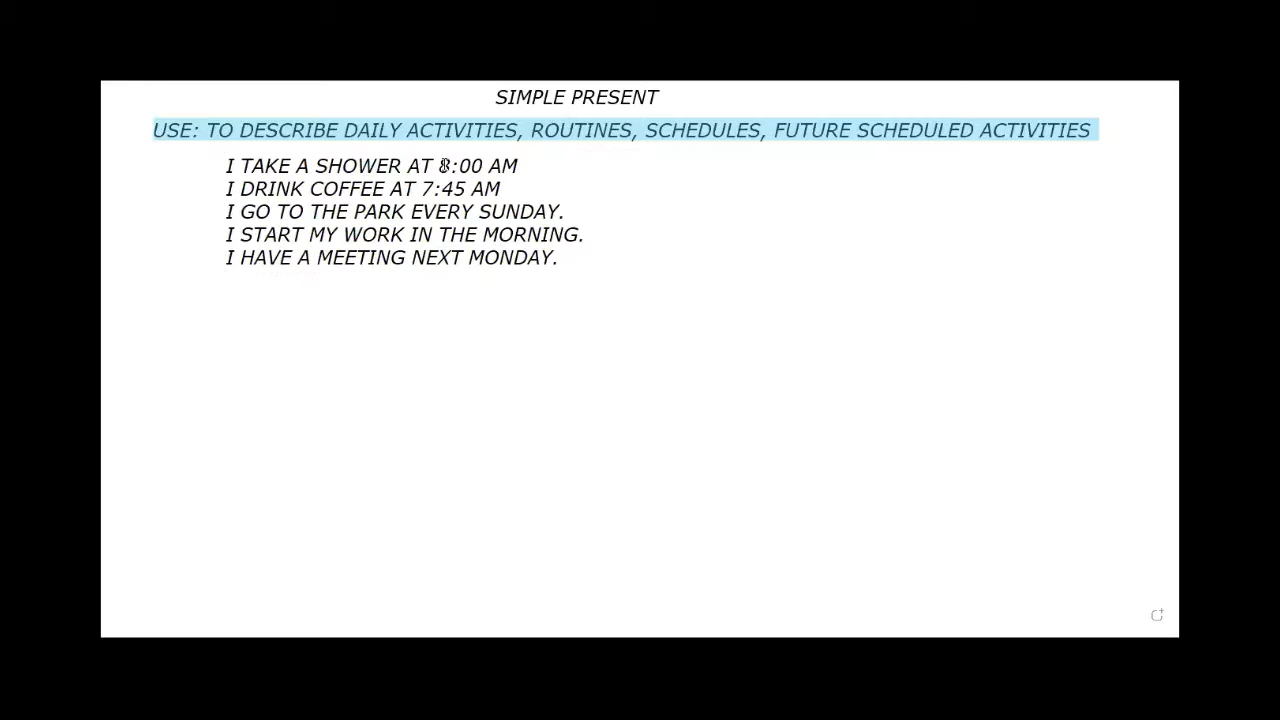 SIMPLE PRESENT
USE: TO DESCRIBE DAILY ACTIVITIES, ROUTINES, SCHEDULES, FUTURE SCHEDULED ACTIVITIES
I TAKE A SHOWER AT 8:00 AM
I DRINK COFFEE AT 7:45 AM
I GO TO THE PARK EVERY SUNDAY.
I START MY WORK IN THE MORNING.
I HAVE A MEETING NEXT MONDAY.